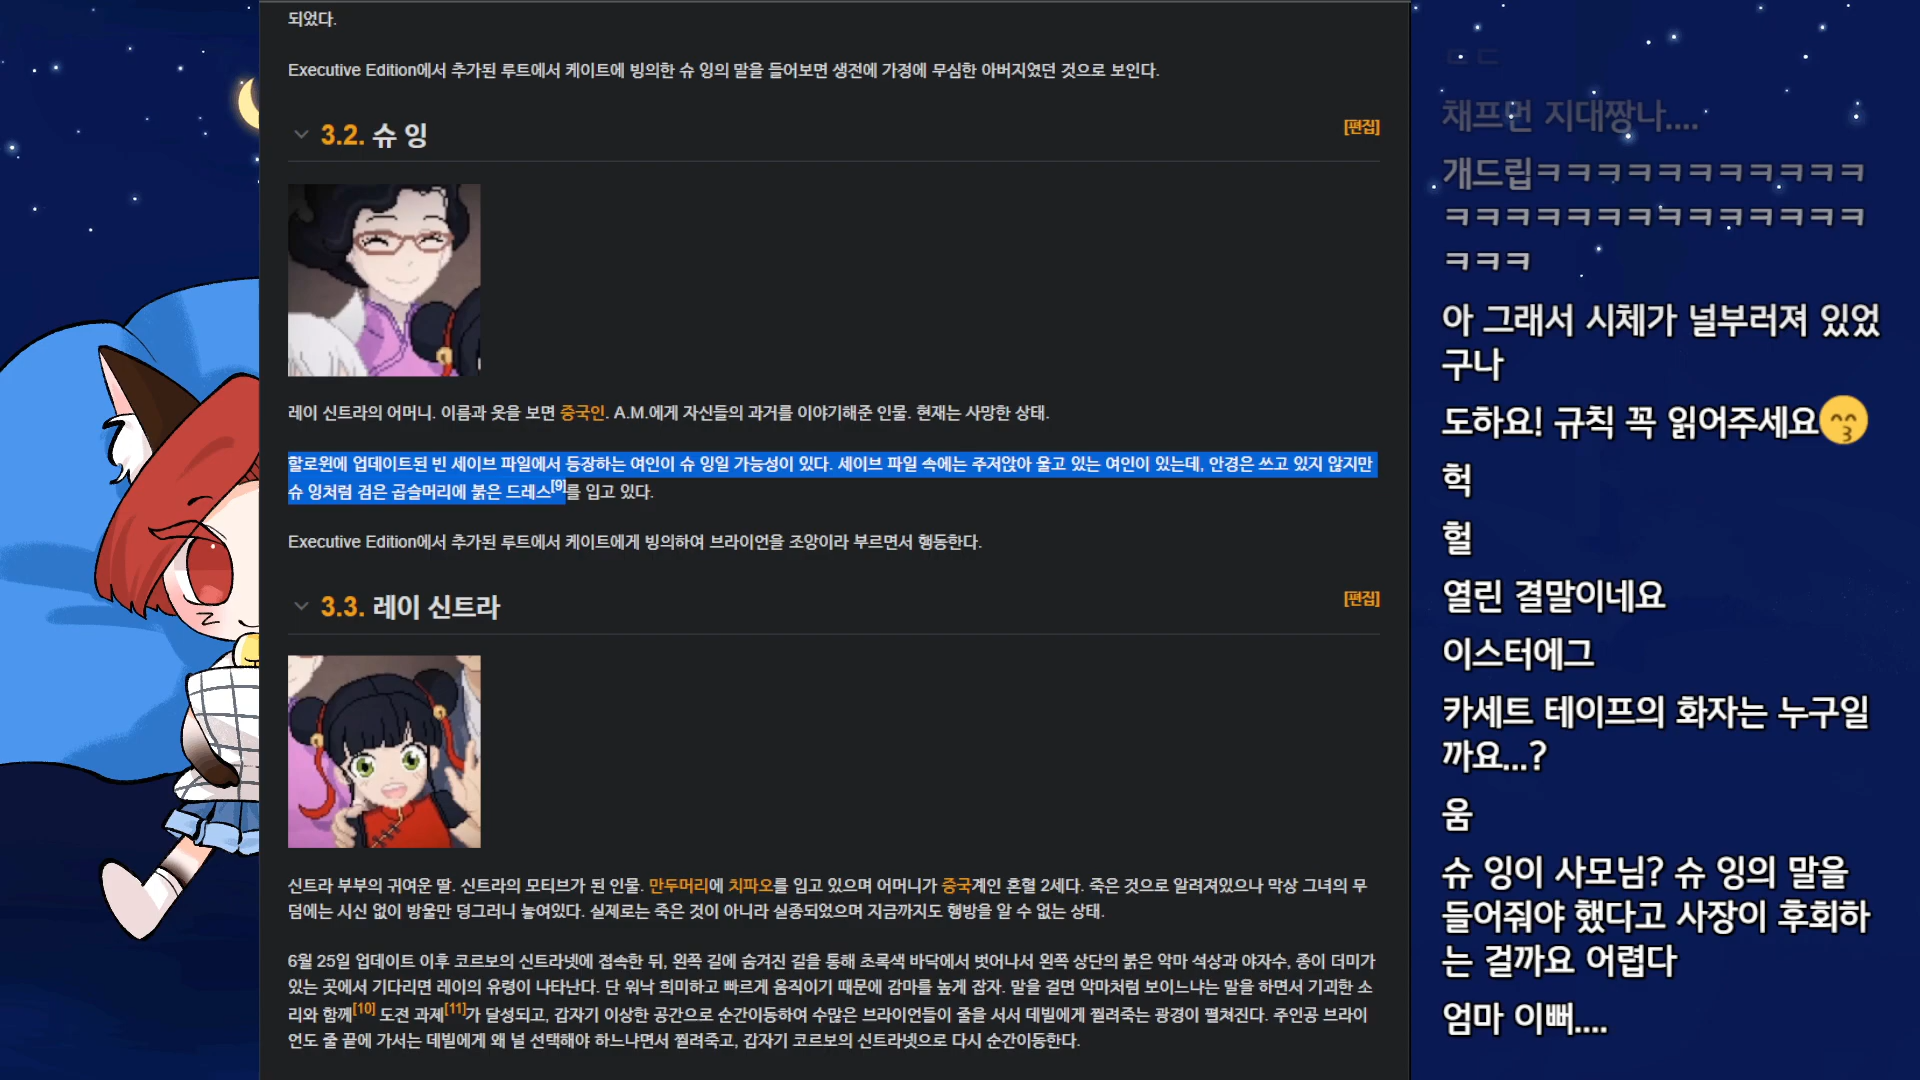 되었다.
Executive Edition에서 추가된 루트에서 케이트에 빙의한 슈 잉의 말을 들어보면 생전에 가정에 무심한 아버지였던 것으로 보인다.
3.2. 슈 잉
[편집]
레이 신트라의 어머니. 이름과 옷을 보면 중국인. A.M.에게 자신들의 과거를 이야기해준 인물. 현재는 사망한 상태.
할로윈에 업데이트된 빈 세이브 파일에서 등장하는 여인이 슈 잉일 가능성이 있다. 세이브 파일 속에는 주저앉아 울고 있는 여인이 있는데, 안경은 쓰고 있지 않지만
슈 잉처럼 검은 곱슬머리에 붉은 드레스[9]를 입고 있다.
Executive Edition에서 추가된 루트에서 케이트에게 빙의하여 브라이언을 조앙이라 부르면서 행동한다.
3.3. 레이 신트라
[편집]
신트라 부부의 귀여운 딸. 신트라의 모티브가 된 인물. 만두머리에 치파오를 입고 있으며 어머니가 중국계인 혼혈 2세다. 죽은 것으로 알려져있으나 막상 그녀의 무
덤에는 시신 없이 방울만 덩그러니 놓여있다. 실제로는 죽은 것이 아니라 실종되었으며 지금까지도 행방을 알 수 없는 상태.
6월 25일 업데이트 이후 코르보의 신트라넷에 접속한 뒤, 왼쪽 길에 숨겨진 길을 통해 초록색 바닥에서 벗어나서 왼쪽 상단의 붉은 악마 석상과 야자수, 종이 더미가
있는 곳에서 기다리면 레이의 유령이 나타난다. 단 워낙 희미하고 빠르게 움직이기 때문에 감마를 높게 잡자. 말을 걸면 악마처럼 보이느냐는 말을 하면서 기괴한 소
리와 함께[10] 도전 과제[11]가 달성되고, 갑자기 이상한 공간으로 순간이동하여 수많은 브라이언들이 줄을 서서 데빌에게 찔려죽는 광경이 펼쳐진다. 주인공 브라이
언도 줄 끝에 가서는 데빌에게 왜 널 선택해야 하느냐면서 찔려죽고, 갑자기 코르보의 신트라넷으로 다시 순간이동한다.
ㅁㄷ
채프먼 지대짱나....
개드립ㅋㅋㅋㅋㅋㅋㅋㅋㅋㅋㅋ
ㅋㅋㅋㅋㅋㅋㅋㅋㅋㅋㅋㅋㅋㅋ
ㅋㅋㅋ
아 그래서 시체가 널부러져 있었
구나
도하요! 규칙 꼭 읽어주세요😙
헉
헐
열린 결말이네요
이스터에그
카세트 테이프의 화자는 누구일
까요...?
움
슈 잉이 사모님? 슈 잉의 말을
들어줘야 했다고 사장이 후회하
는 걸까요 어렵다
엄마 이뻐....